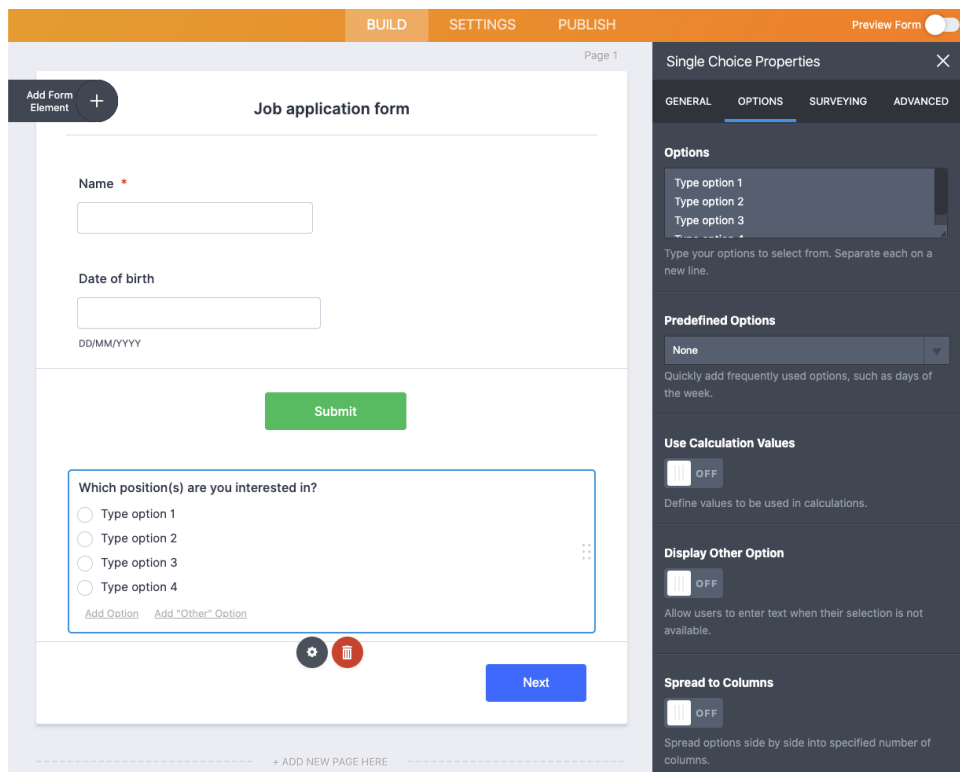 BUILD SETTINGS PUBLISH Preview Form
Page 1
Add Form
Element
+
Job application form
Name *
Date of birth
DD/MM/YYYY
Submit
Which position(s) are you interested in?
Type option 1
Type option 2
Type option 3
Type option 4
Add Option Add "Other" Option
Next
+ ADD NEW PAGE HERE
Single Choice Properties
GENERAL OPTIONS SURVEYING ADVANCED
Options
Type option 1
Type option 2
Type option 3
Type option 4
Type your options to select from. Separate each on a
new line.
Predefined Options
None
Quickly add frequently used options, such as days of
the week.
Use Calculation Values
OFF
Define values to be used in calculations.
Display Other Option
OFF
Allow users to enter text when their selection is not
available.
Spread to Columns
OFF
Spread options side by side into specified number of
columns.